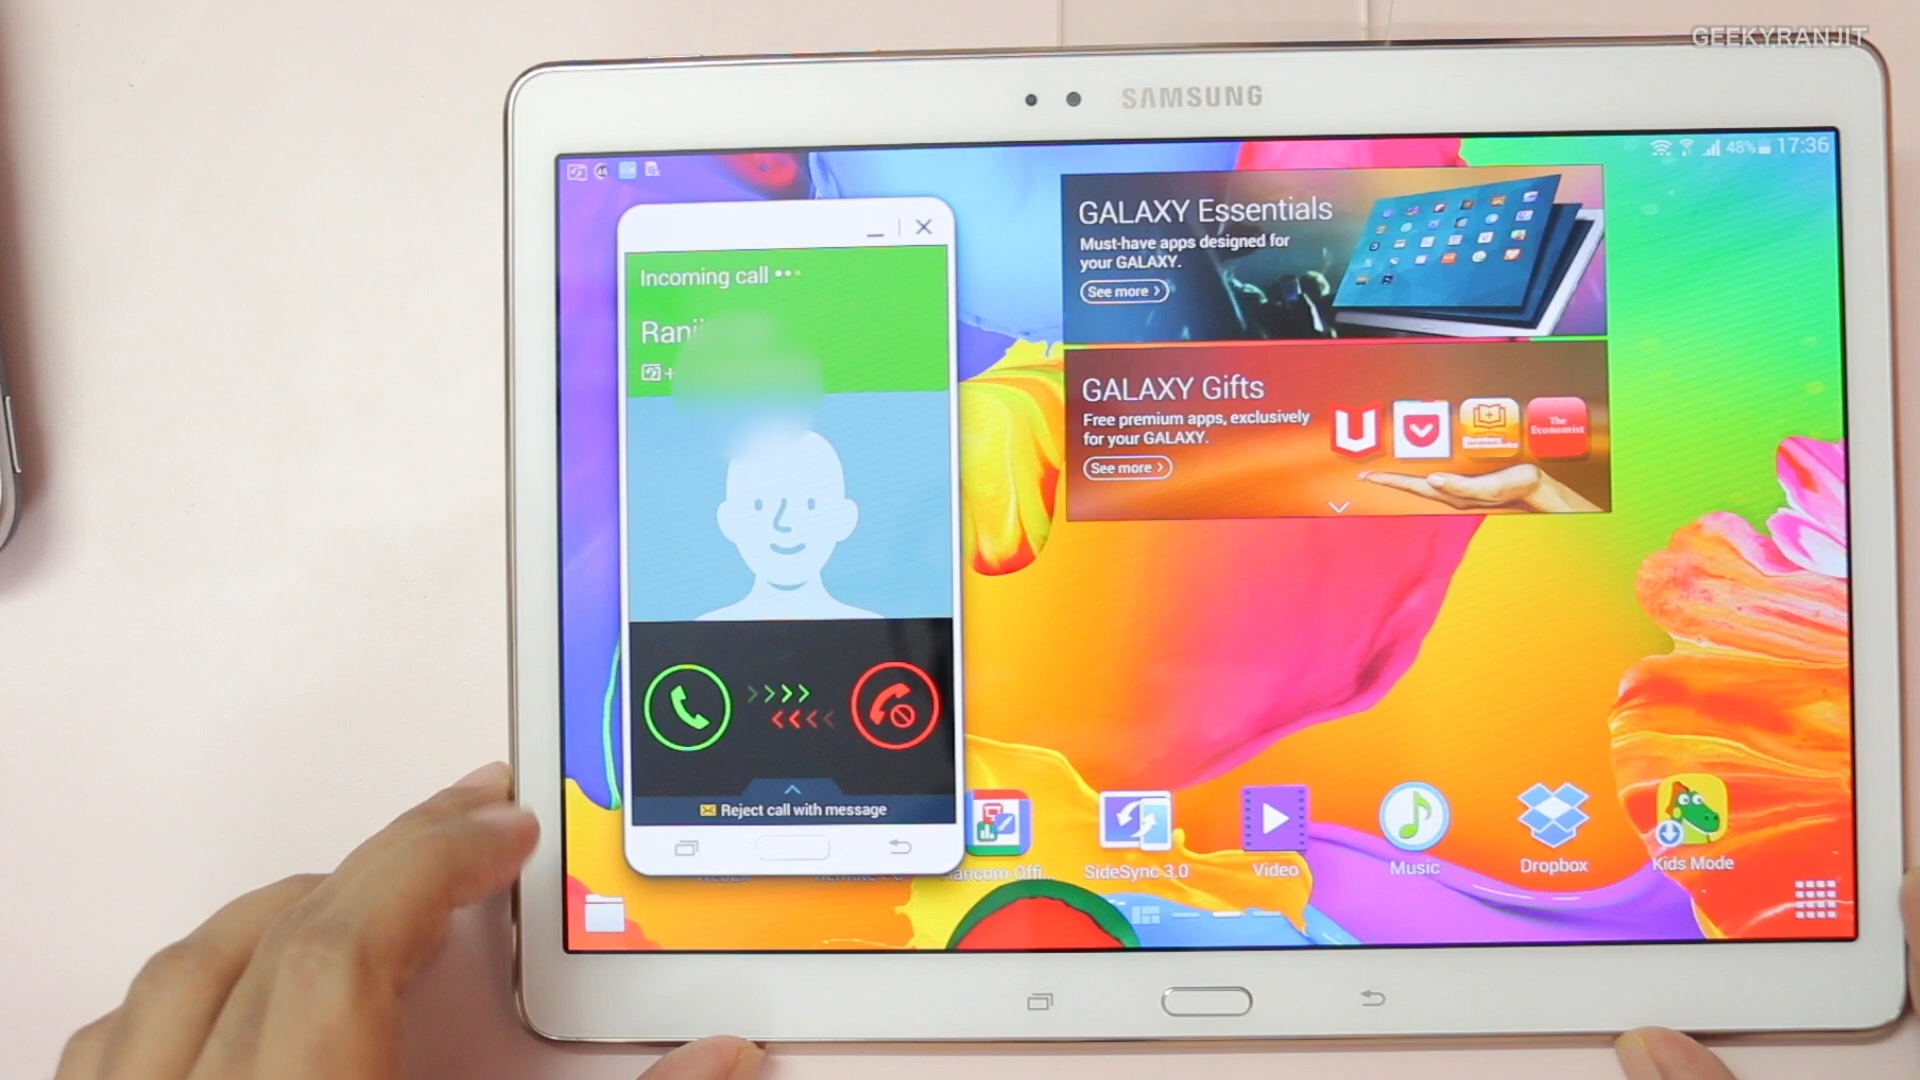 GEEKYRANJIT
SAMSUNG
48% 17:36
Incoming call
+
Reject call with message
GALAXY Essentials
Must-have apps designed for
your GALAXY.
See more >
GALAXY Gifts
Free premium apps, exclusively
for your GALAXY.
See more >
The
Economist
SideSync 3.0
Video
Music
Dropbox
Kids Mode